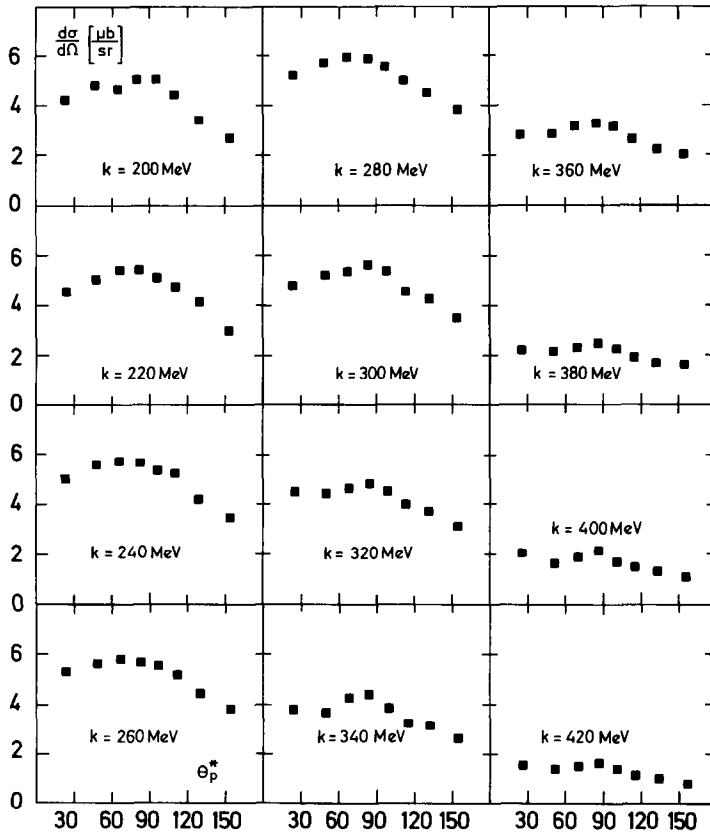 dσ/dΩ [μb/sr]
6
4
2
0
k = 200 MeV
k = 280 MeV
k = 360 MeV
6
4
2
0
k = 220 MeV
k = 300 MeV
k = 380 MeV
6
4
2
0
k = 240 MeV
k = 320 MeV
k = 400 MeV
6
4
2
0
k = 260 MeV
k = 340 MeV
k = 420 MeV
θ*p
30 60 90 120 150 30 60 90 120 150 30 60 90 120 150